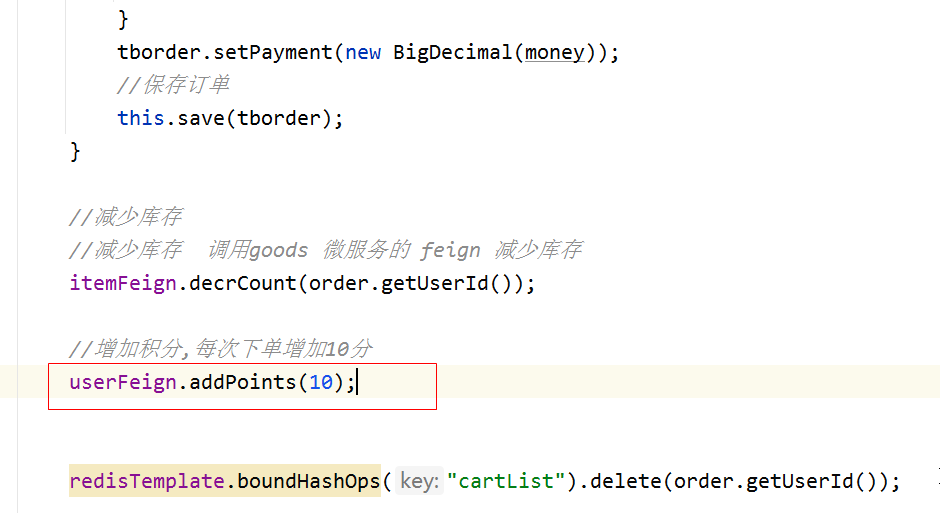 }
tborder.setPayment(new BigDecimal(money));
//保存订单
this.save(tborder);
}
//减少库存
//减少库存 调用goods 微服务的 feign 减少库存
itemFeign.decrCount(order.getUserId());
//增加积分,每次下单增加10分
userFeign.addPoints(10);
redisTemplate.boundHashOps( key: "cartList").delete(order.getUserId());